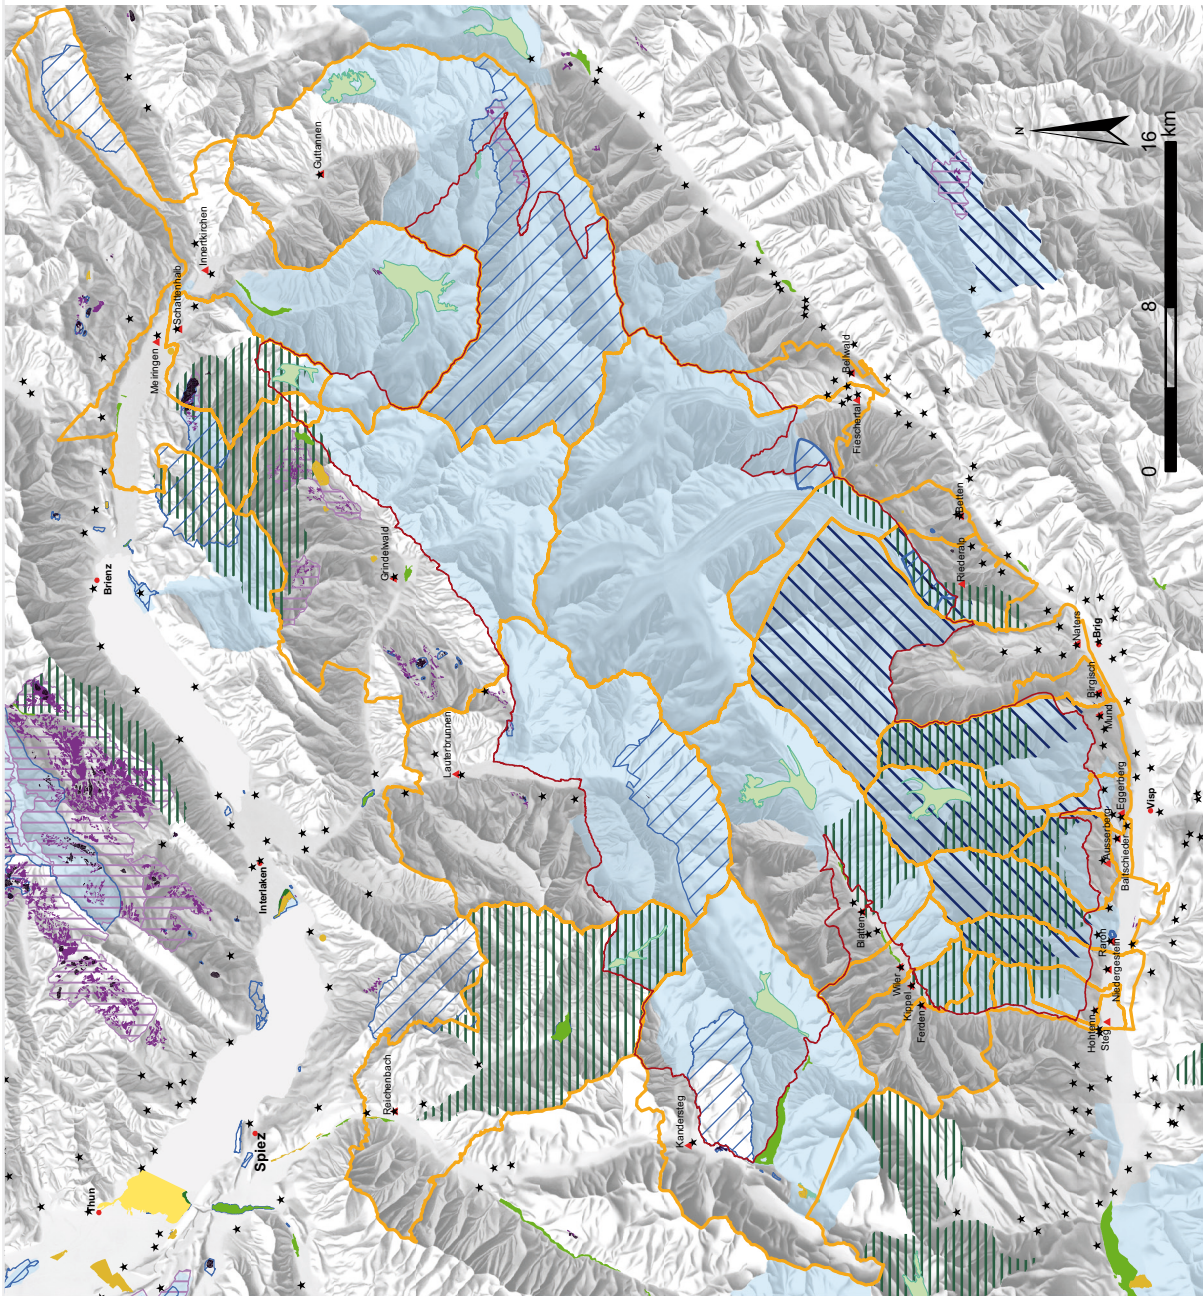 Guttannen
Innertkirchen
Schattenhalb
Meiringen
N
16
km
8
0
Bellwald
Fieschertal
Betten
Riederalp
Grindelwald
Brienz
Naters
Brig
Birgisch
Mund
Lauterbrunnen
Eggerberg
Visp
Ausserberg
Baltschieder
Interlaken
Blatten
Raron
Niedergesteln
Wiler
Kippel
Ferden
Hohtenn
Steg
Reichenbach
Kandersteg
Spiez
Thun